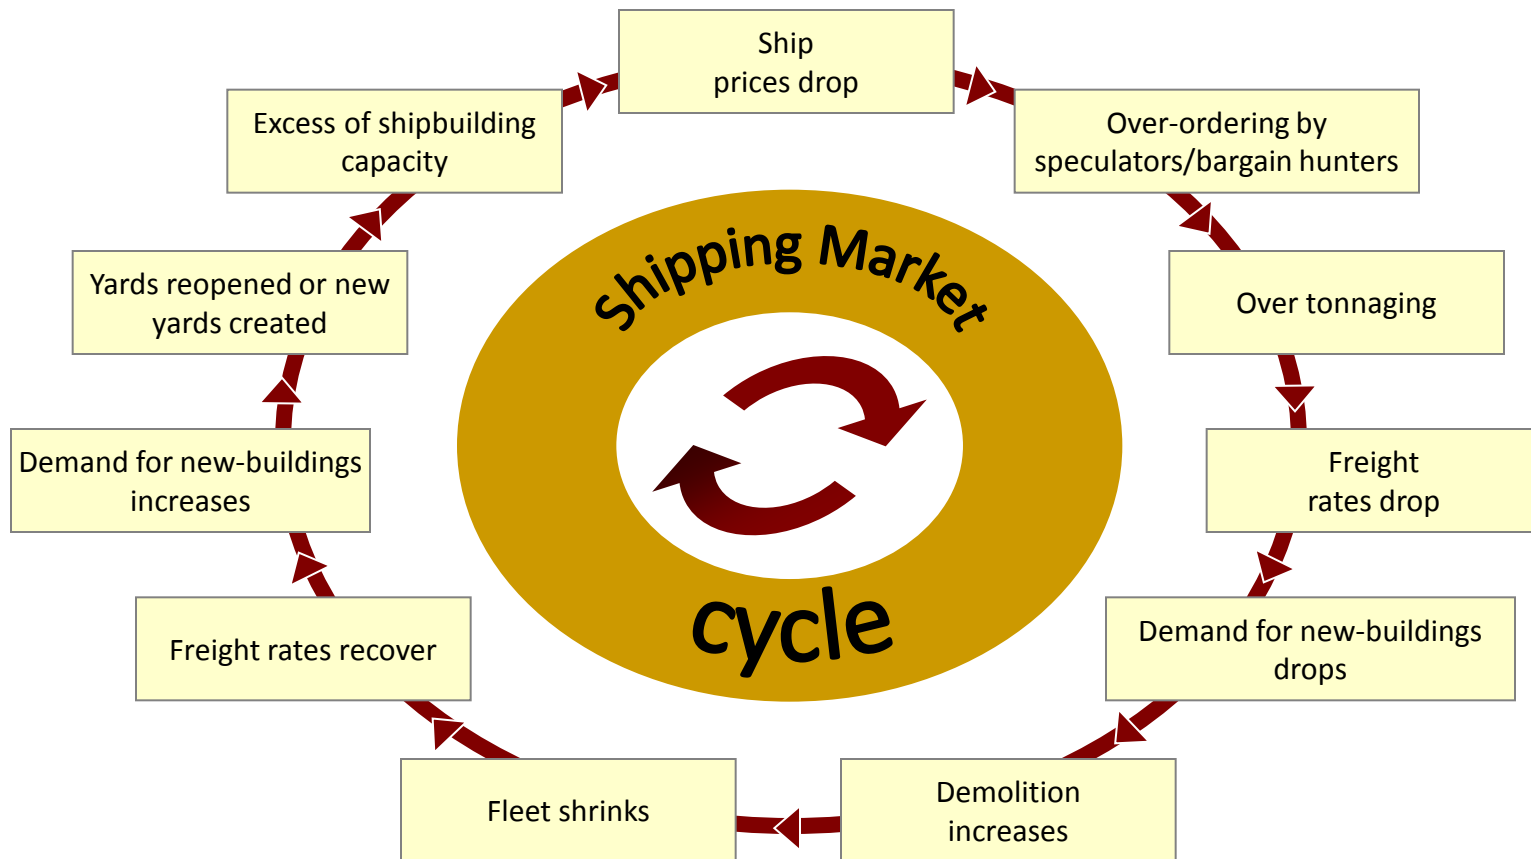 Ship
prices drop
Over-ordering by
speculators/bargain hunters
Over tonnaging
Freight
rates drop
Demand for new-buildings
drops
Demolition
increases
Fleet shrinks
Freight rates recover
Demand for new-buildings
increases
Yards reopened or new
yards created
Excess of shipbuilding
capacity
Shipping Market
cycle